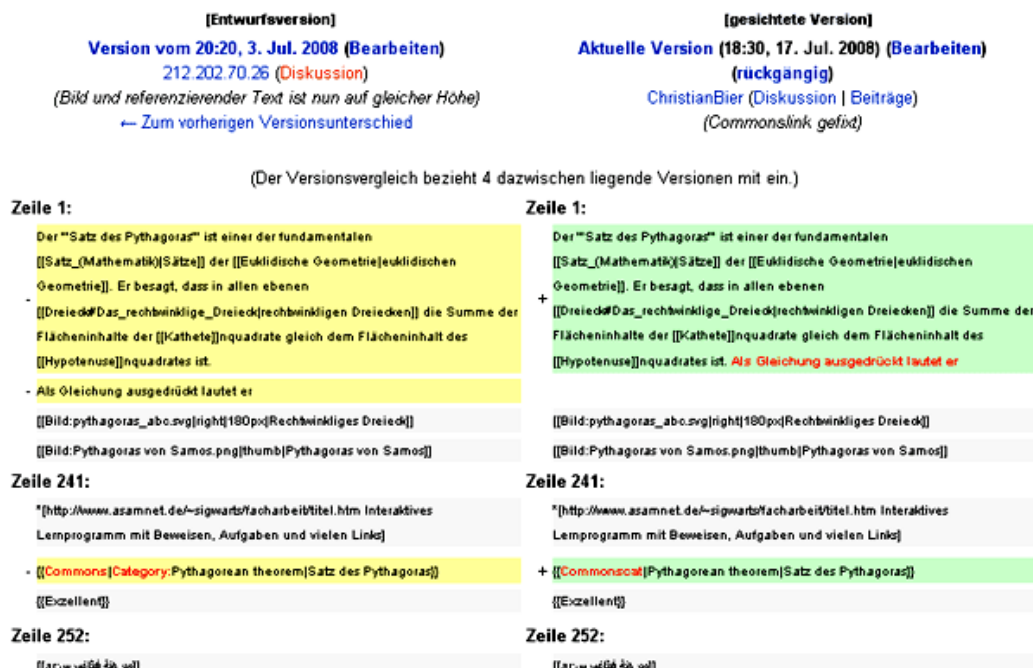 [Entwurfsversion]
Version vom 20:20, 3. Jul. 2008 (Bearbeiten)
212.202.70.26 (Diskussion)
(Bild und referenzierender Text ist nun auf gleicher Höhe)
← Zum vorherigen Versionsunterschied
[gesichtete Version]
Aktuelle Version (18:30, 17. Jul. 2008) (Bearbeiten)
(rückgängig)
ChristianBier (Diskussion | Beiträge)
(Commonslink gefixt)
(Der Versionsvergleich bezieht 4 dazwischen liegende Versionen mit ein.)
Zeile 1:
- Der '''Satz des Pythagoras''' ist einer der fundamentalen
[[Satz_(Mathematik)|Sätze]] der [[Euklidische Geometrie|euklidischen
Geometrie]]. Er besagt, dass in allen ebenen
[[Dreieck#Das_rechtwinklige_Dreieck|rechtwinkligen Dreiecken]] die Summe der
Flächeninhalte der [[Kathete]]nquadrate gleich dem Flächeninhalt des
[[Hypotenuse]]nquadrates ist.
- Als Gleichung ausgedrückt lautet er
[[Bild:pythagoras_abc.svg|right|180px|Rechtwinkliges Dreieck]]
[[Bild:Pythagoras von Samos.png|thumb|Pythagoras von Samos]]
Zeile 1:
+ Der '''Satz des Pythagoras''' ist einer der fundamentalen
[[Satz_(Mathematik)|Sätze]] der [[Euklidische Geometrie|euklidischen
Geometrie]]. Er besagt, dass in allen ebenen
[[Dreieck#Das_rechtwinklige_Dreieck|rechtwinkligen Dreiecken]] die Summe der
Flächeninhalte der [[Kathete]]nquadrate gleich dem Flächeninhalt des
[[Hypotenuse]]nquadrates ist. Als Gleichung ausgedrückt lautet er
[[Bild:pythagoras_abc.svg|right|180px|Rechtwinkliges Dreieck]]
[[Bild:Pythagoras von Samos.png|thumb|Pythagoras von Samos]]
Zeile 241:
*[http://www.asamnet.de/~sigwarts/facharbeit/titel.htm Interaktives
Lernprogramm mit Beweisen, Aufgaben und vielen Links]
- {{Commons|Category:Pythagorean theorem|Satz des Pythagoras}}
{{Exzellent}}
Zeile 241:
*[http://www.asamnet.de/~sigwarts/facharbeit/titel.htm Interaktives
Lernprogramm mit Beweisen, Aufgaben und vielen Links]
+ {{Commonscat|Pythagorean theorem|Satz des Pythagoras}}
{{Exzellent}}
Zeile 252:
Zeile 252: